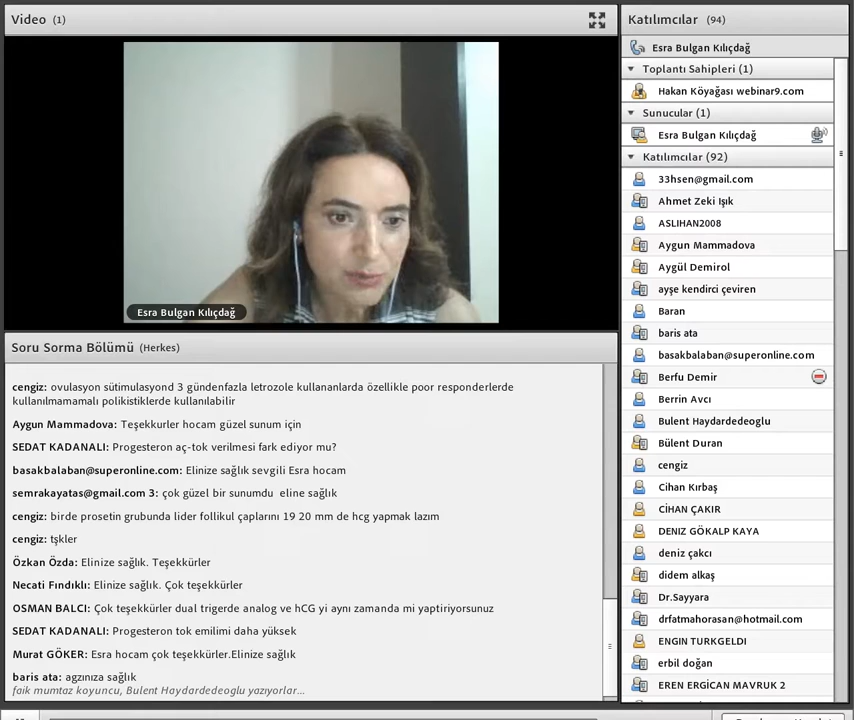 Video (1)
Esra Bulgan Kılıçdağ
Soru Sorma Bölümü (Herkes)
cengiz: ovulasyon sütimulasyond 3 gündenfazla letrozole kullananlarda özellikle poor responderlerde
kullanılmamamalı polikistiklerde kullanılabilir
Aygun Mammadova: Teşekkurler hocam güzel sunum için
SEDAT KADANALI: Progesteron aç-tok verilmesi fark ediyor mu?
basakbalaban@superonline.com: Elinize sağlık sevgili Esra hocam
semrakayatas@gmail.com 3: çok güzel bir sunumdu eline sağlık
cengiz: birde prosetin grubunda lider follikul çaplarını 19 20 mm de hcg yapmak lazım
cengiz: tşkler
Özkan Özda: Elinize sağlık. Teşekkürler
Necati Fındıklı: Elinize sağlık. Çok teşekkürler
OSMAN BALCI: Çok teşekkürler dual trigerde analog ve hCG yi aynı zamanda mi yaptiriyorsunuz
SEDAT KADANALI: Progesteron tok emilimi daha yüksek
Murat GÖKER: Esra hocam çok teşekkürler.Elinize sağlık
baris ata: agzınıza sağlık
faik mumtaz koyuncu, Bulent Haydardedeoglu yazıyorlar...
Katılımcılar (94)
Esra Bulgan Kılıçdağ
Toplantı Sahipleri (1)
Hakan Köyağası webinar9.com
Sunucular (1)
Esra Bulgan Kılıçdağ
Katılımcılar (92)
33hsen@gmail.com
Ahmet Zeki Işık
ASLIHAN2008
Aygun Mammadova
Aygül Demirol
ayşe kendirci çeviren
Baran
baris ata
basakbalaban@superonline.com
Berfu Demir
Berrin Avcı
Bulent Haydardedeoglu
Bülent Duran
cengiz
Cihan Kırbaş
CİHAN ÇAKIR
DENIZ GÖKALP KAYA
deniz çakcı
didem alkaş
Dr.Sayyara
drfatmahorasan@hotmail.com
ENGIN TURKGELDI
erbil doğan
EREN ERGİCAN MAVRUK 2